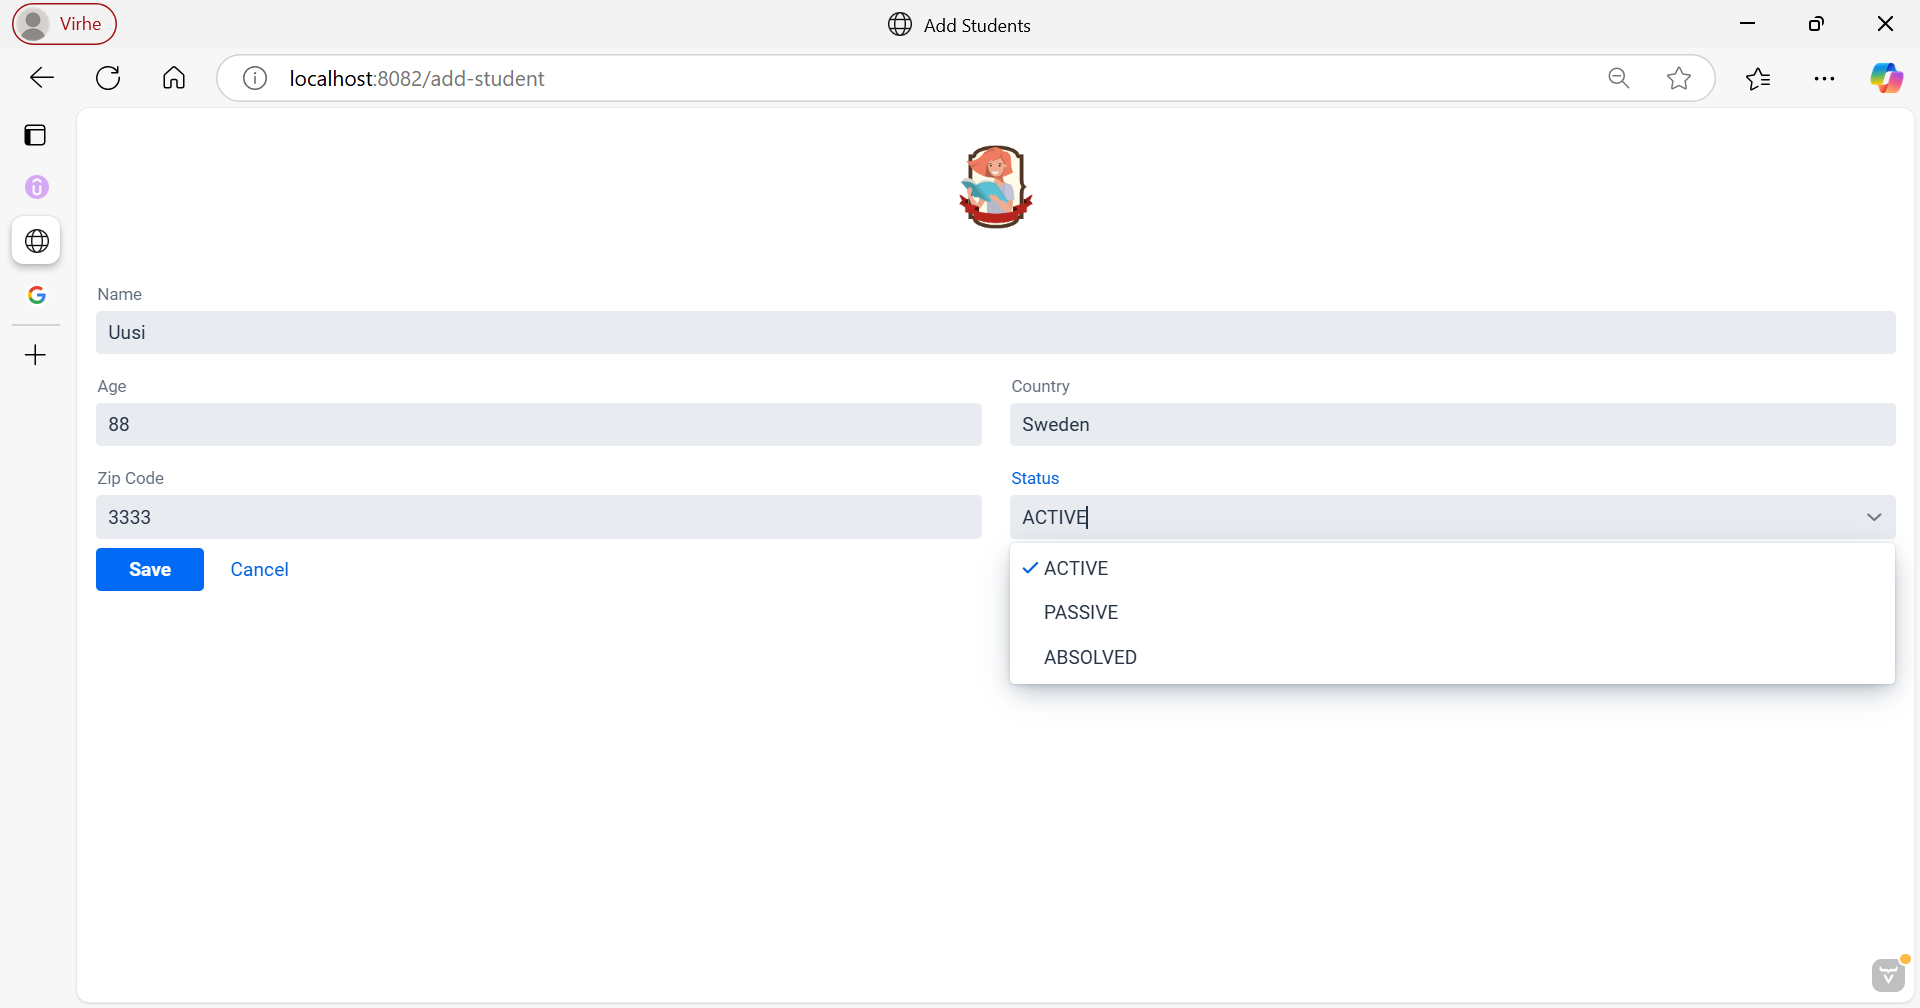 Virhe
Add Students
localhost:8082/add-student
Name
Uusi
Age
Country
88
Sweden
Zip Code
Status
3333
ACTIVE
Save
Cancel
ACTIVE
PASSIVE
ABSOLVED